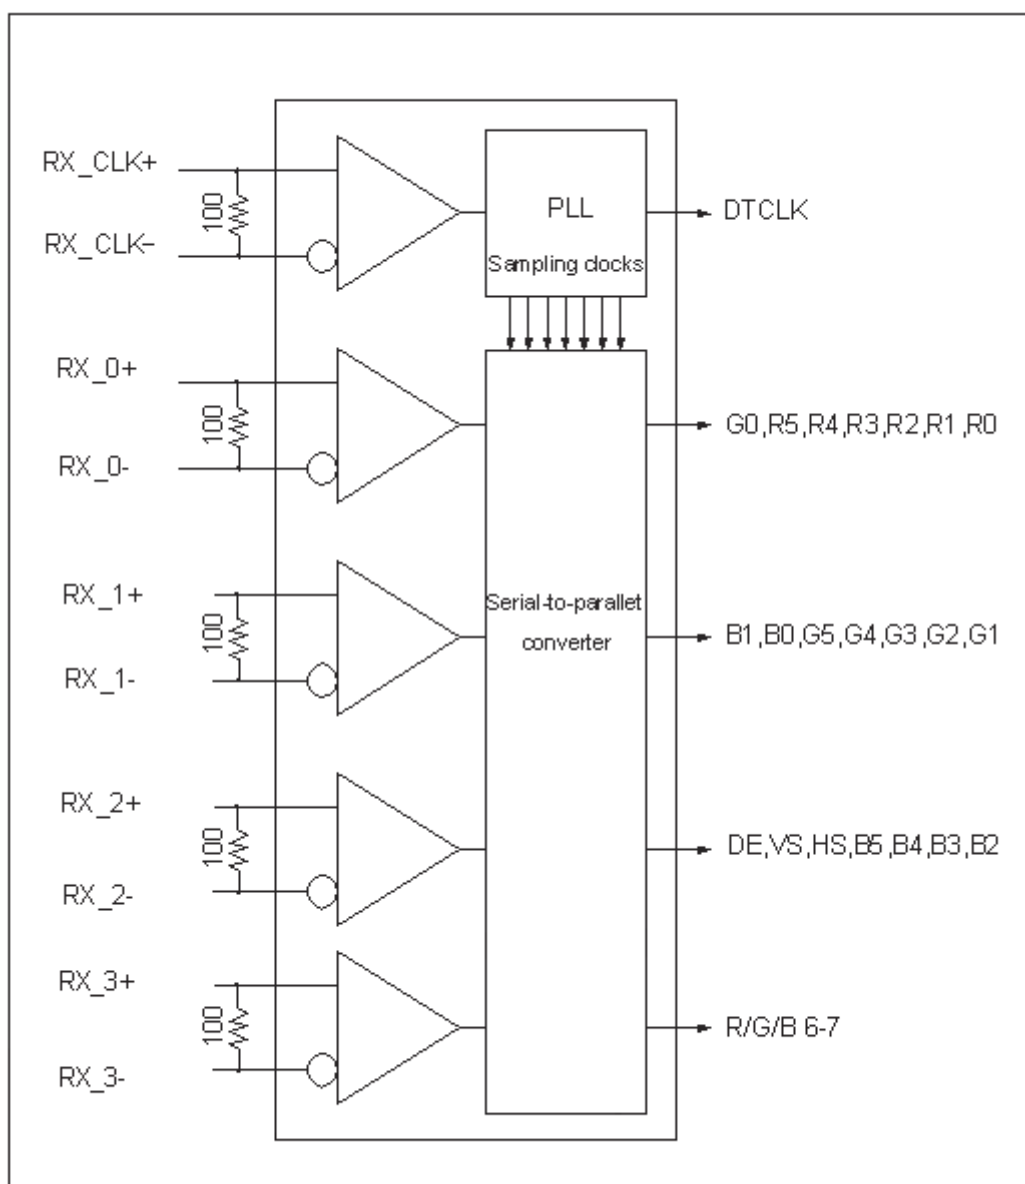 RX_CLK+
100
RX_CLK-
PLL
Sampling clocks
DTCLK
RX_0+
100
RX_0-
G0,R5,R4,R3,R2,R1,R0
RX_1+
100
RX_1-
Serial-to-parallet
converter
B1,B0,G5,G4,G3,G2,G1
RX_2+
100
RX_2-
DE,VS,HS,B5,B4,B3,B2
RX_3+
100
RX_3-
R/G/B 6-7